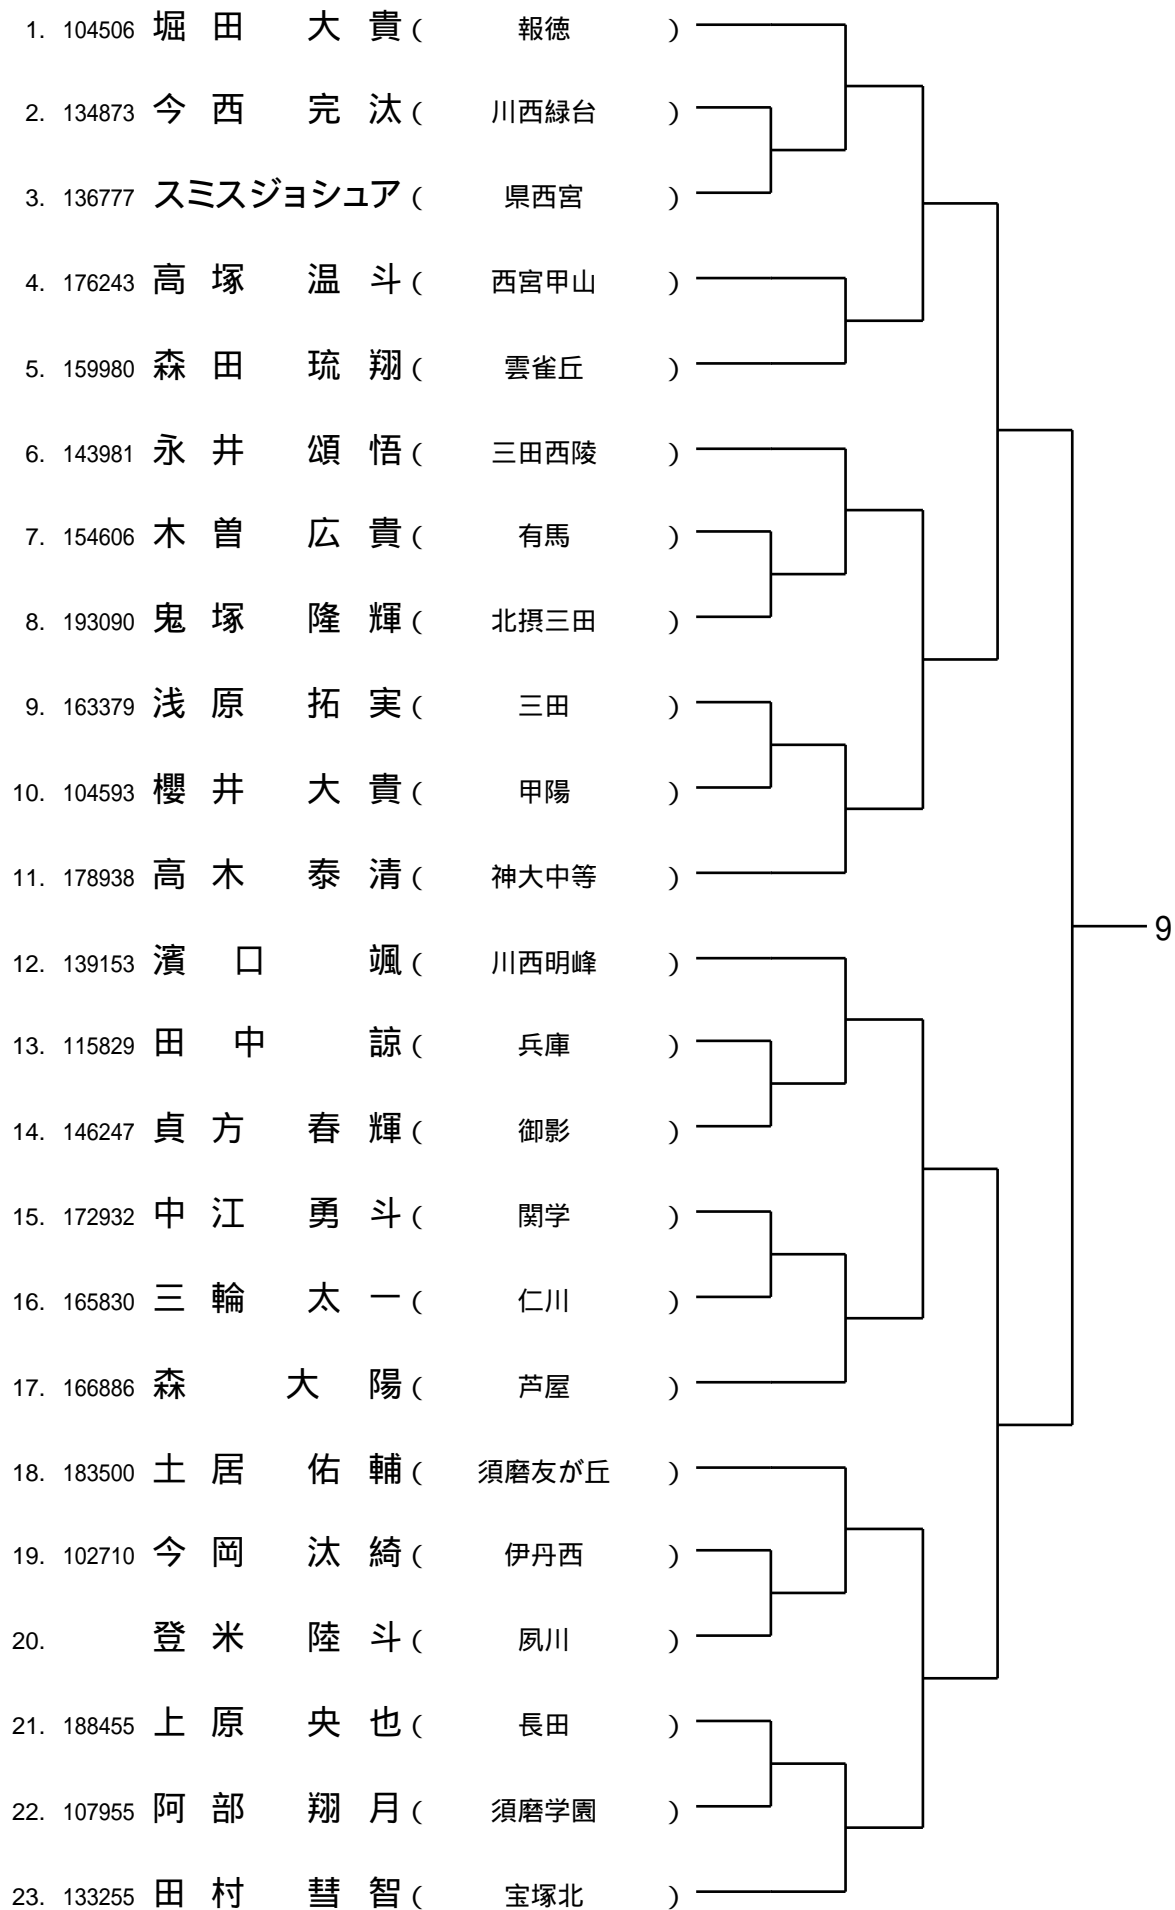 1. 104506 堀田 大貴 ( 報徳 )
2. 134873 今西 完汰 ( 川西緑台 )
3. 136777 スミスジョシュア ( 県西宮 )
4. 176243 高塚 温斗 ( 西宮甲山 )
5. 159980 森田 琉翔 ( 雲雀丘 )
6. 143981 永井 頌悟 ( 三田西陵 )
7. 154606 木曽 広貴 ( 有馬 )
8. 193090 鬼塚 隆輝 ( 北摂三田 )
9. 163379 浅原 拓実 ( 三田 )
10. 104593 櫻井 大貴 ( 甲陽 )
11. 178938 高木 泰清 ( 神大中等 )
9
12. 139153 濱口 颯 ( 川西明峰 )
13. 115829 田中 諒 ( 兵庫 )
14. 146247 貞方 春輝 ( 御影 )
15. 172932 中江 勇斗 ( 関学 )
16. 165830 三輪 太一 ( 仁川 )
17. 166886 森 大陽 ( 芦屋 )
18. 183500 土居 佑輔 ( 須磨友が丘 )
19. 102710 今岡 汰綺 ( 伊丹西 )
20. 登米 陸斗 ( 夙川 )
21. 188455 上原 央也 ( 長田 )
22. 107955 阿部 翔月 ( 須磨学園 )
23. 133255 田村 彗智 ( 宝塚北 )